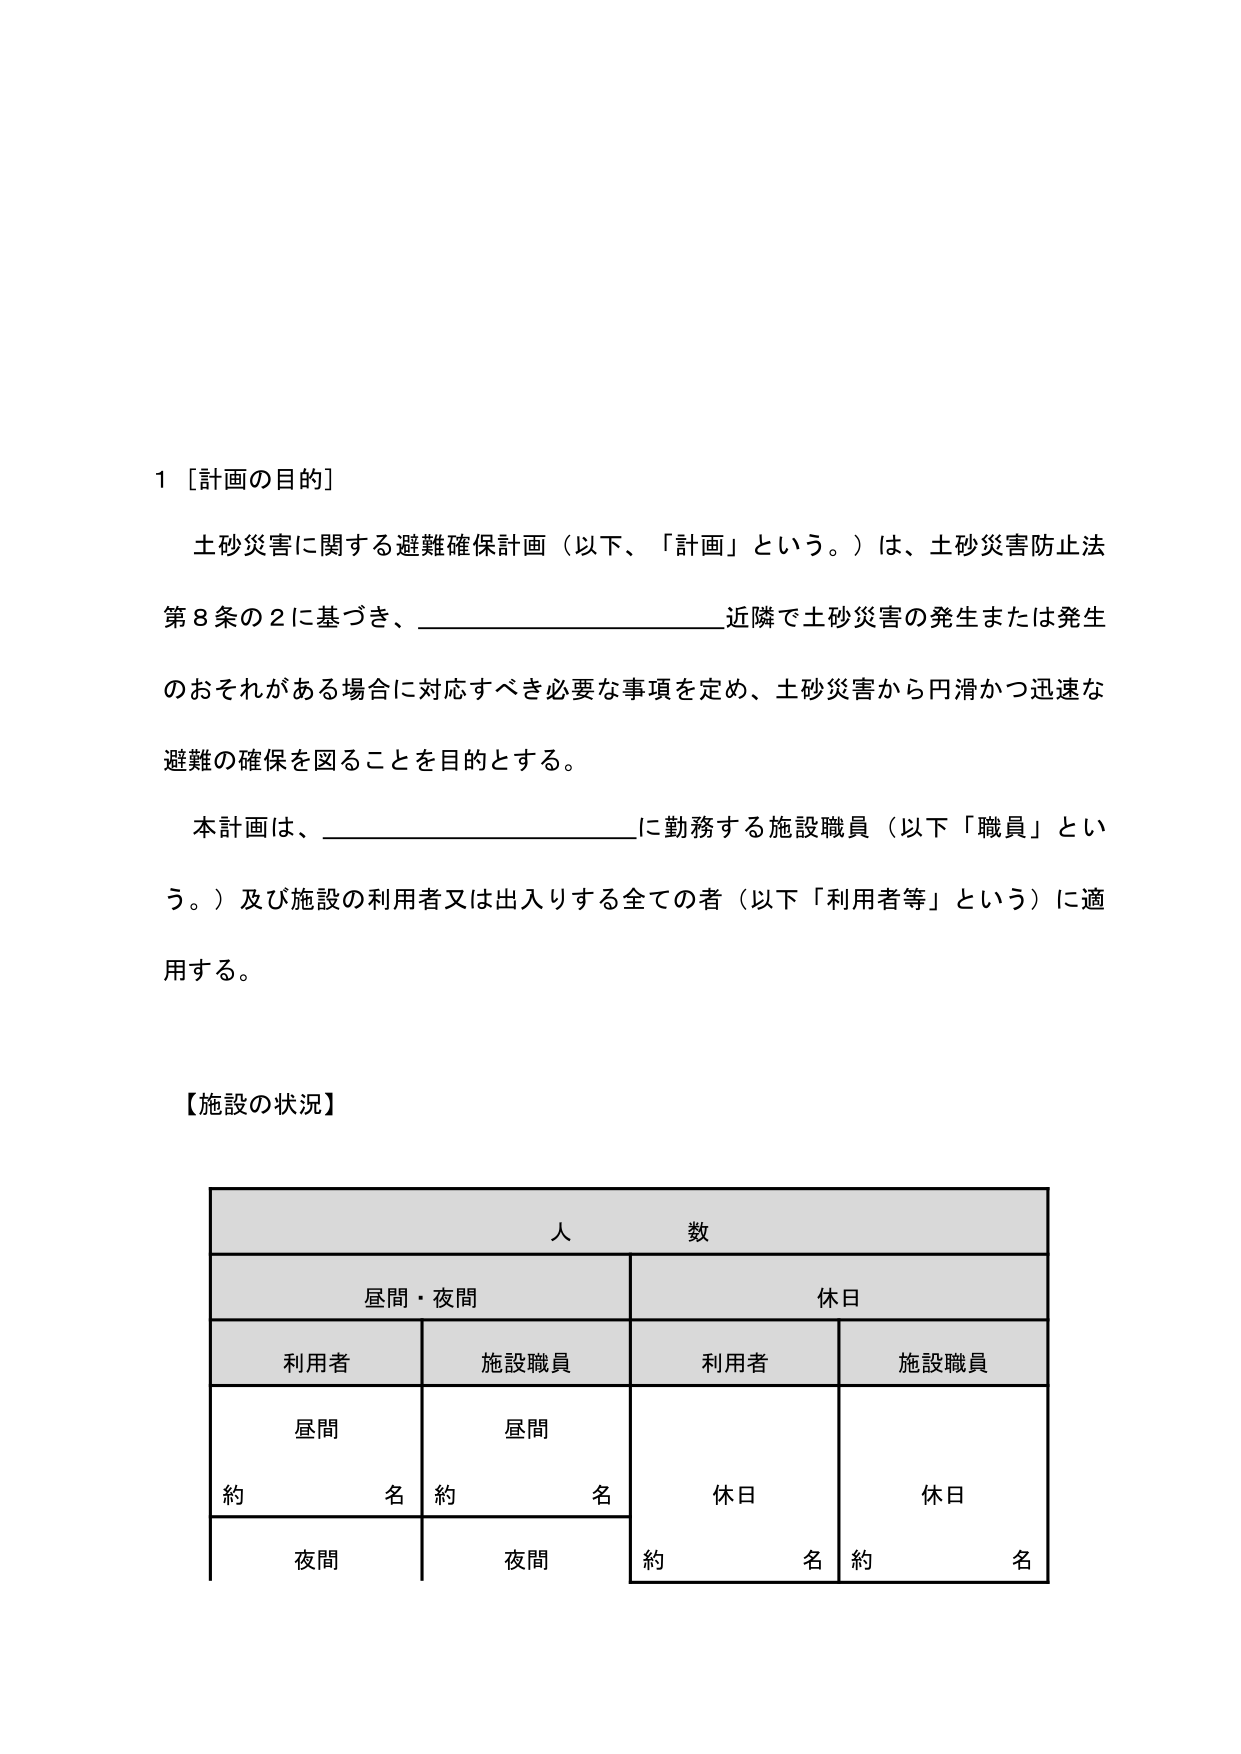 1 ［計画の目的］
土砂災害に関する避難確保計画（以下、「計画」という。）は、土砂災害防止法
第８条の２に基づき、＿＿＿＿＿＿＿＿＿＿＿＿近隣で土砂災害の発生または発生
のおそれがある場合に対応すべき必要な事項を定め、土砂災害から円滑かつ迅速な
避難の確保を図ることを目的とする。
本計画は、＿＿＿＿＿＿＿＿＿＿＿＿に勤務する施設職員（以下「職員」とい
う。）及び施設の利用者又は出入りする全ての者（以下「利用者等」という）に適
用する。
【施設の状況】
人　　　数
昼間・夜間　休日
利用者　施設職員　利用者　施設職員
昼間　昼間
約　　　名　約　　　名　休日　休日
夜間　夜間　約　　　名　約　　　名